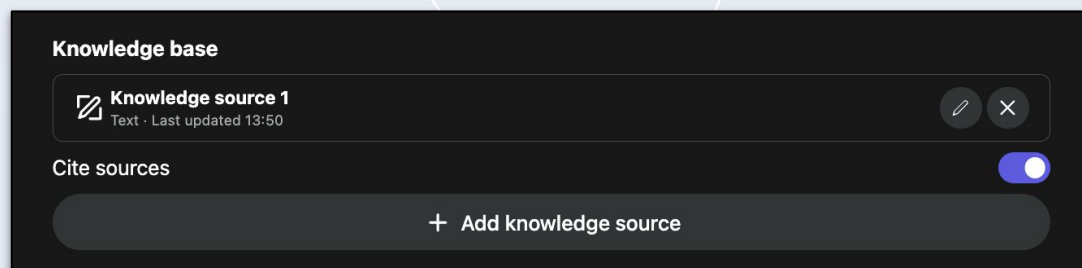 Knowledge base
Knowledge source 1
Text · Last updated 13:50
Cite sources
+ Add knowledge source